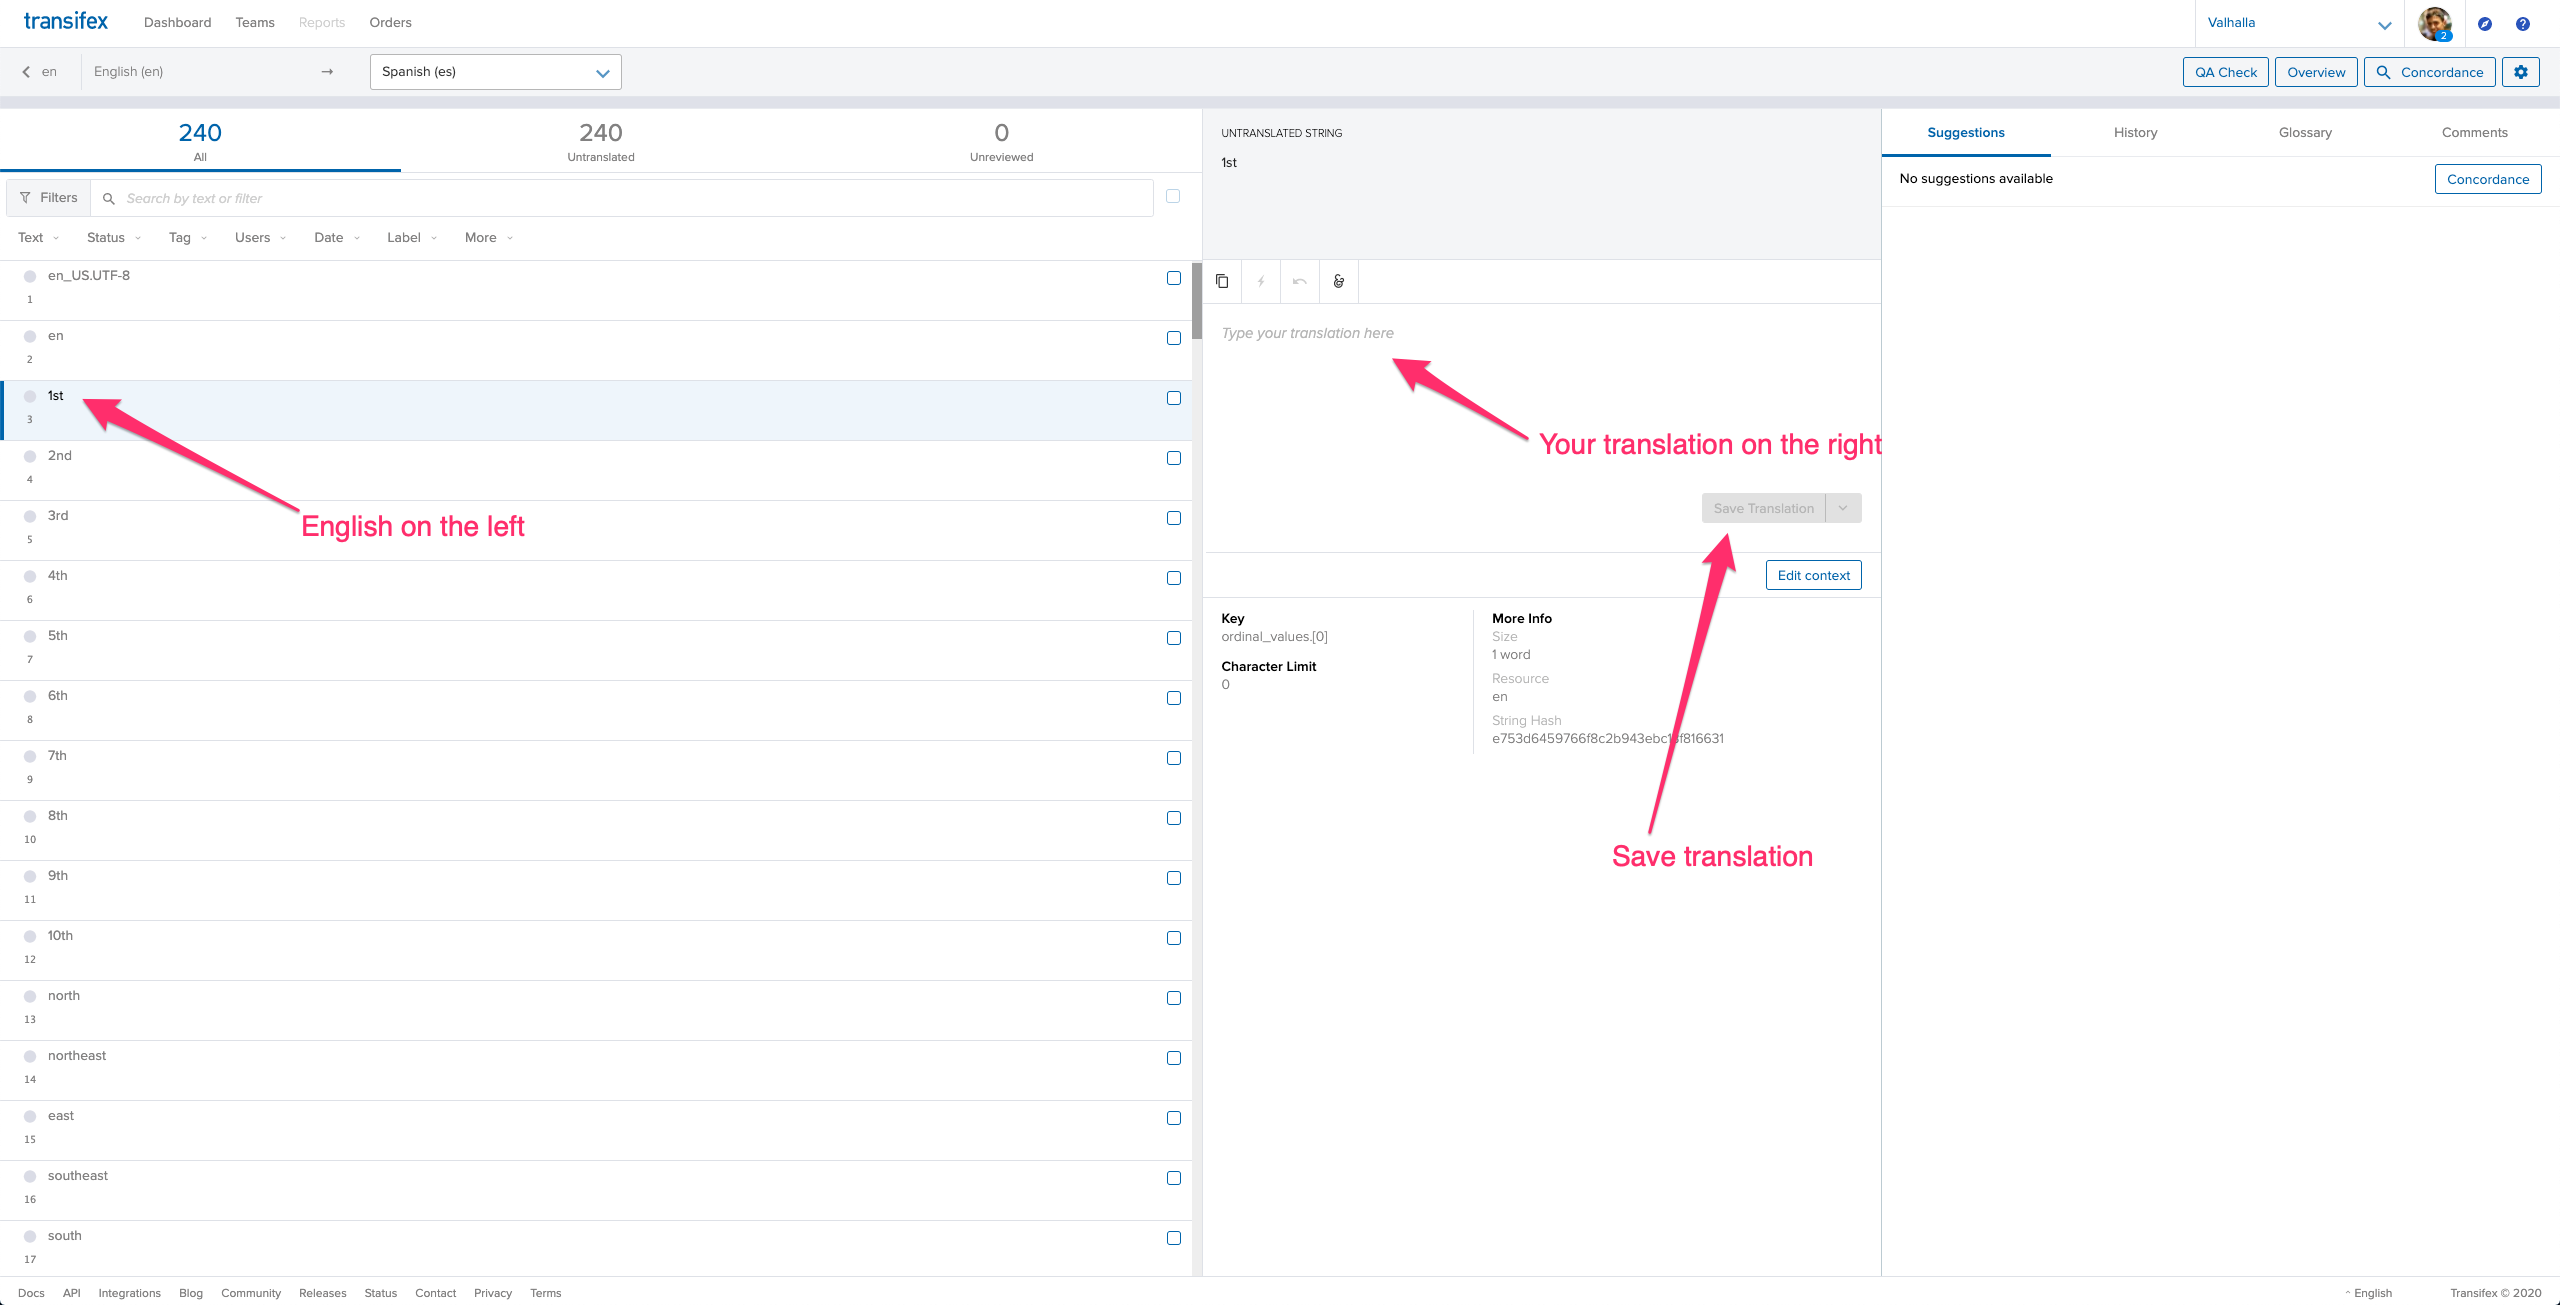 transifex
Dashboard Teams Reports Orders
Valhalla
2
en English (en) → Spanish (es)
QA Check Overview Concordance
240
All
240
Untranslated
0
Unreviewed
Filters Search by text or filter
Text Status Tag Users Date Label More
en_US.UTF-8
1
en
2
1st
3
2nd
4
3rd
5
4th
6
5th
7
6th
8
7th
9
8th
10
9th
11
10th
12
north
13
northeast
14
east
15
southeast
16
south
17
English on the left
UNTRANSLATED STRING
1st
Type your translation here
Your translation on the right
Save Translation
Edit context
Key
ordinal_values.[0]
Character Limit
0
More Info
Size
1 word
Resource
en
String Hash
Save translation
Suggestions History Glossary Comments
No suggestions available
Concordance
Docs API Integrations Blog Community Releases Status Contact Privacy Terms
English
Transifex © 2020